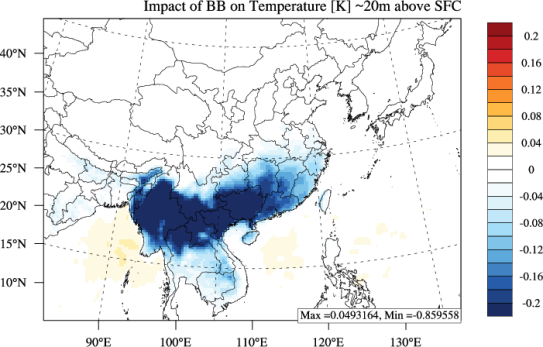 Impact of BB on Temperature [K] ~20m above SFC
40°N
35°N
30°N
25°N
20°N
15°N
10°N
90°E 100°E 110°E 120°E 130°E
Max =0.0493164, Min =-0.859558
0.2
0.16
0.12
0.08
0.04
0
-0.04
-0.08
-0.12
-0.16
-0.2